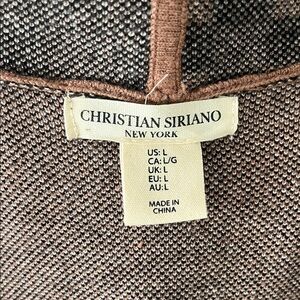 CHRISTIAN SIRIANO
NEW YORK
US: L
CA: L/G
UK: L
EU: L
AU: L
MADE IN
CHINA